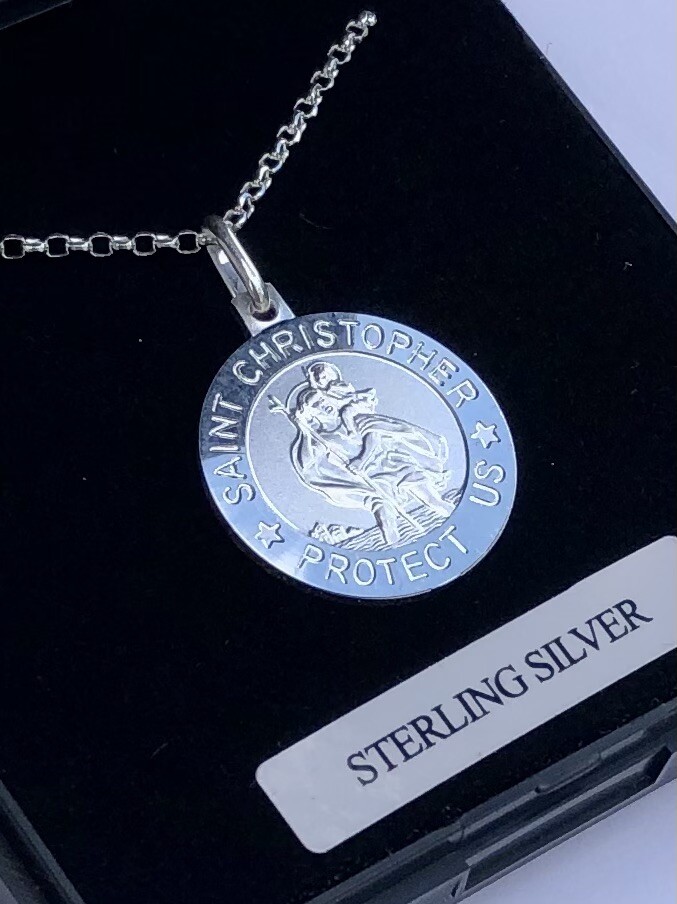 SAINT CHRISTOPHER
PROTECT US
STERLING SILVER